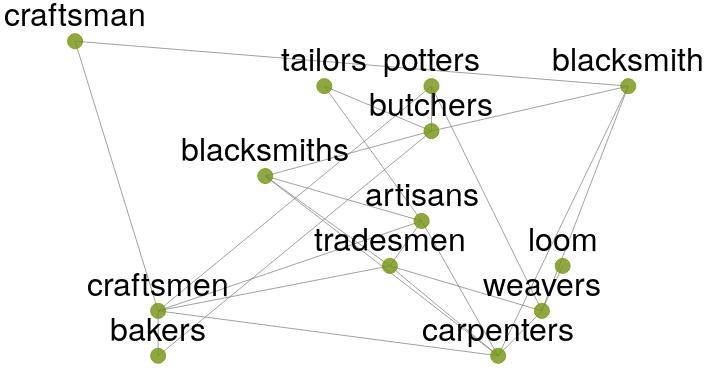 craftsman
tailors potters blacksmith
butchers
blacksmiths
artisans
tradesmen loom
craftsmen weavers
bakers carpenters